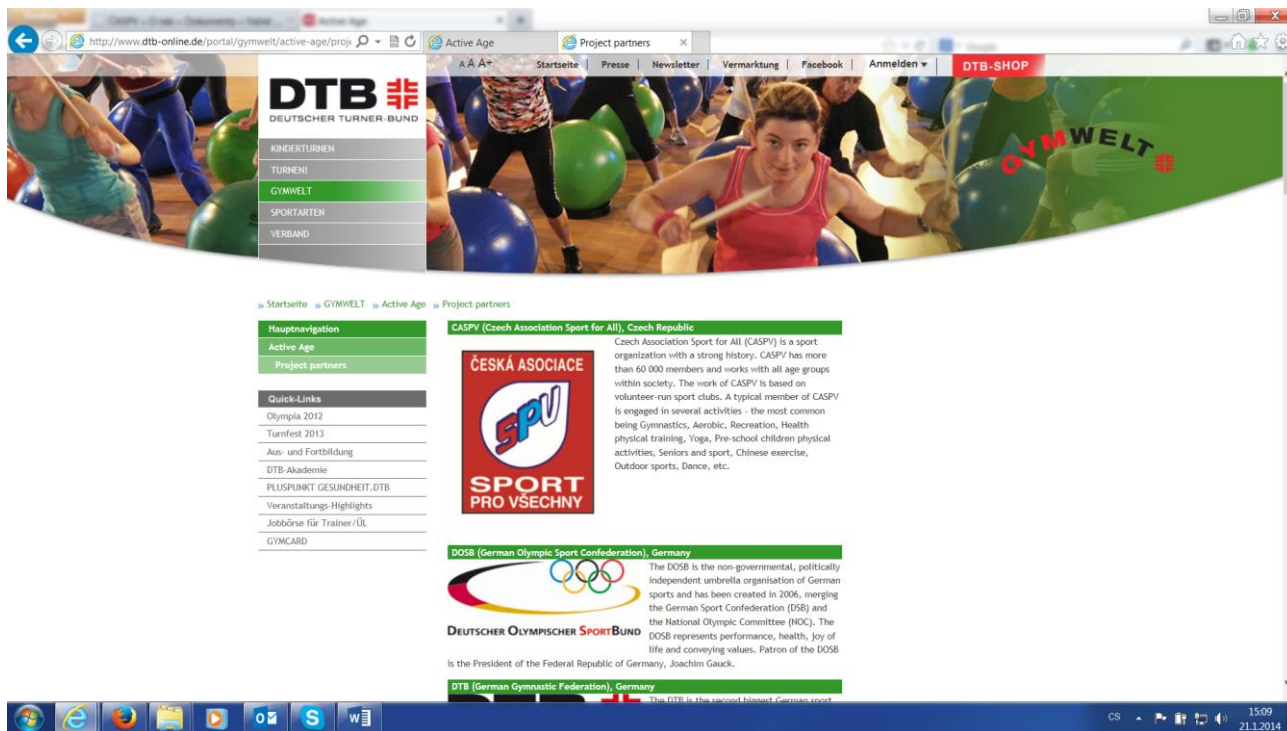 http://www.dtb-online.de/portal/gymwelt/active-age/proj
Active Age
Project partners
A A A+
Startseite | Presse | Newsletter | Vermarktung | Facebook | Anmelden
DTB-SHOP
DTB
DEUTSCHER TURNER-BUND
KINDERTURNEN
TURNEN!
GYMWELT
SPORTARTEN
VERBAND
GYMWELT
» Startseite » GYMWELT » Active Age » Project partners
Hauptnavigation
Active Age
Project partners
Quick-Links
Olympia 2012
Turnfest 2013
Aus- und Fortbildung
DTB-Akademie
PLUSPUNKT GESUNDHEIT.DTB
Veranstaltungs-Highlights
Jobbörse für Trainer/ÜL
GYMCARD
CASPV (Czech Association Sport for All), Czech Republic
ČESKÁ ASOCIACE
SPV
SPORT
PRO VŠECHNY
Czech Association Sport for All (CASPV) is a sport
organization with a strong history. CASPV has more
than 60 000 members and works with all age groups
within society. The work of CASPV is based on
volunteer-run sport clubs. A typical member of CASPV
is engaged in several activities - the most common
being Gymnastics, Aerobic, Recreation, Health
physical training, Yoga, Pre-school children physical
activities, Seniors and sport, Chinese exercise,
Outdoor sports, Dance, etc.
DOSB (German Olympic Sport Confederation), Germany
DEUTSCHER OLYMPISCHER SPORTBUND
The DOSB is the non-governmental, politically
independent umbrella organisation of German
sports and has been created in 2006, merging
the German Sport Confederation (DSB) and
the National Olympic Committee (NOC). The
DOSB represents performance, health, joy of
life and conveying values. Patron of the DOSB
is the President of the Federal Republic of Germany, Joachim Gauck.
DTB (German Gymnastic Federation), Germany
The DTB is the second biggest German sport
CS
15:09
21.1.2014